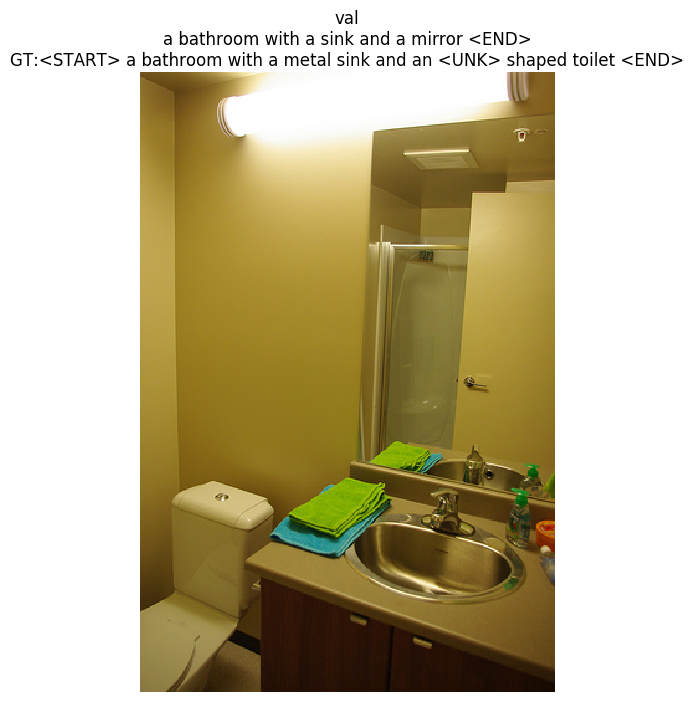 val
a bathroom with a sink and a mirror <END>
GT:<START> a bathroom with a metal sink and an <UNK> shaped toilet <END>